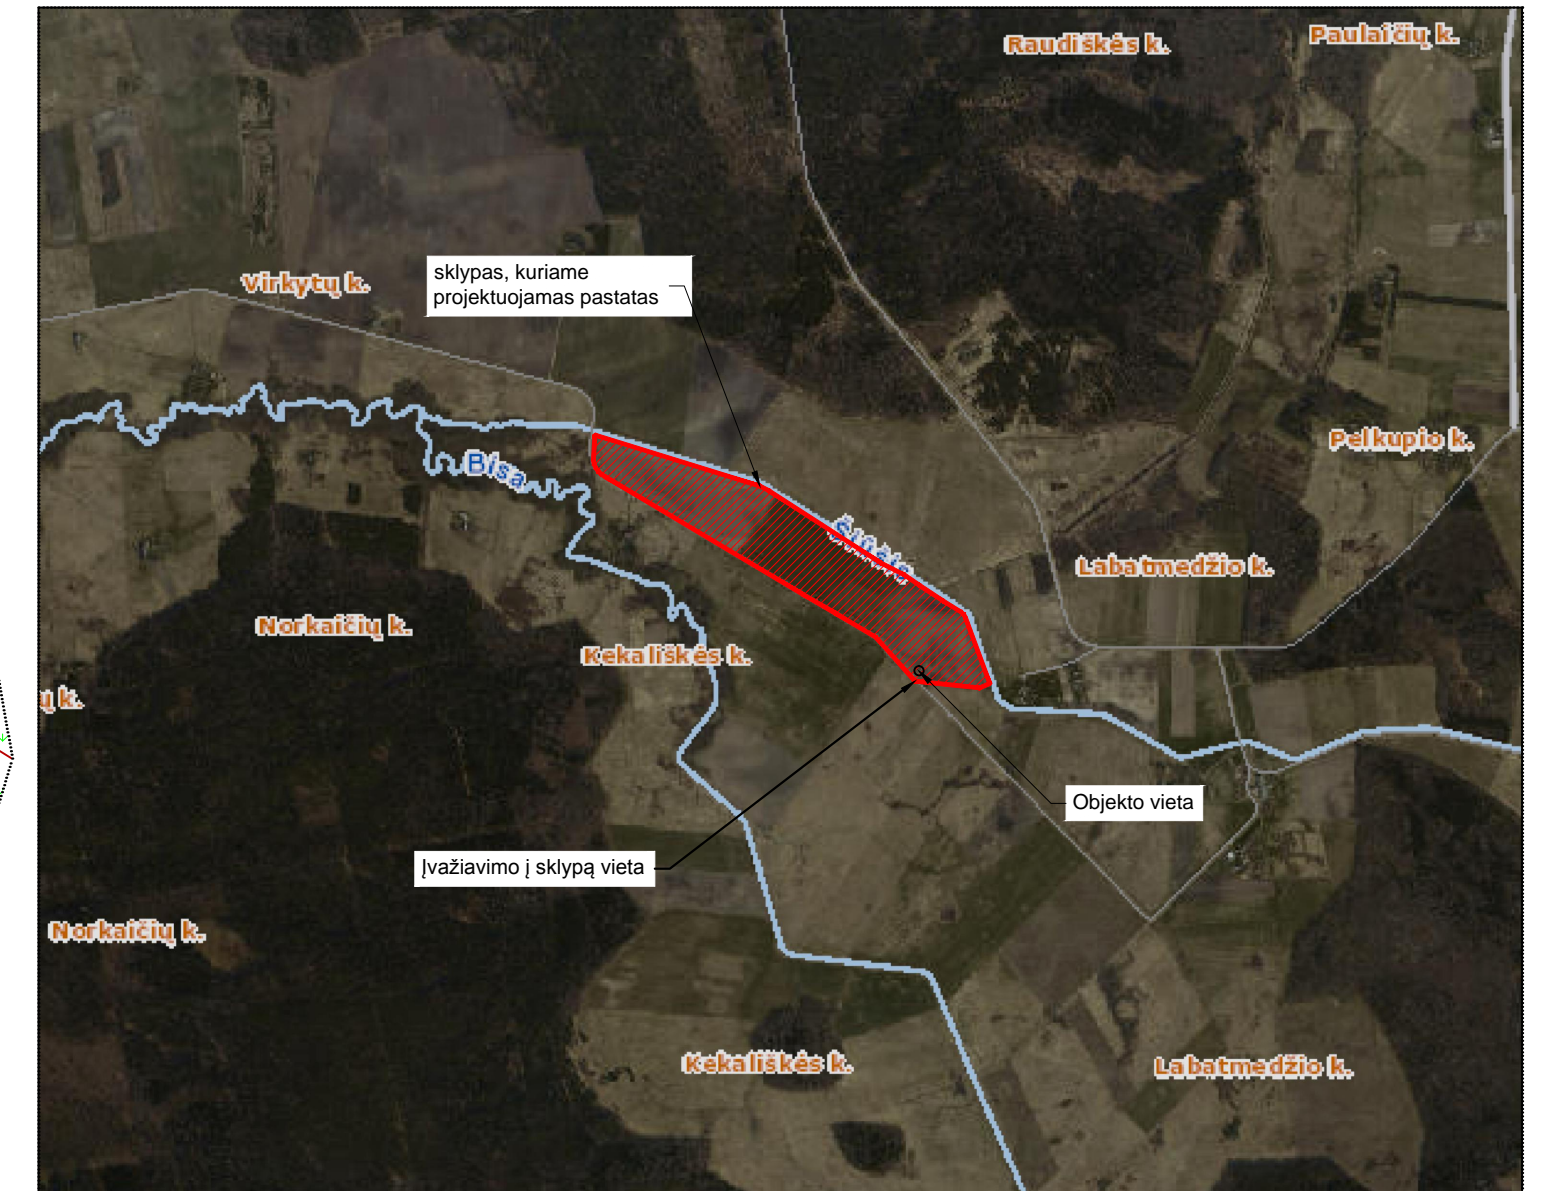 Raudiškės k.
Paulaičių k.
Virkytų k.
sklypas, kuriame
projektuojamas pastatas
Pelkupio k.
Bisa
Labatmedžio k.
Norkaičių k.
Kekališkės k.
ų k.
Objekto vieta
Įvažiavimo į sklypą vieta
Norkaičių k.
Kekališkės k.
Labatmedžio k.